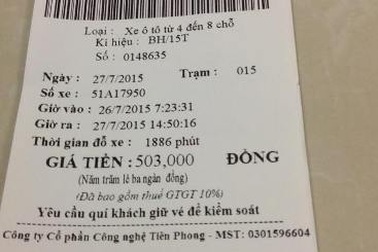 Loại : Xe ô tô từ 4 đến 8 chỗ
Kí hiệu : BH/15T
Số : 0148635
Ngày : 27/7/2015 Trạm : 015
Số xe : 51A17950
Giờ vào : 26/7/2015 7:23:31
Giờ ra : 27/7/2015 14:50:16
Thời gian đỗ xe : 1886 phút
GIÁ TIỀN : 503,000 ĐỒNG
(Năm trăm lẻ ba ngàn đồng)
(Đã bao gồm thuế GTGT 10%)
Yêu cầu quí khách giữ vé để kiểm soát
Công ty Cổ phần Công nghệ Tiên Phong - MST: 0301596604